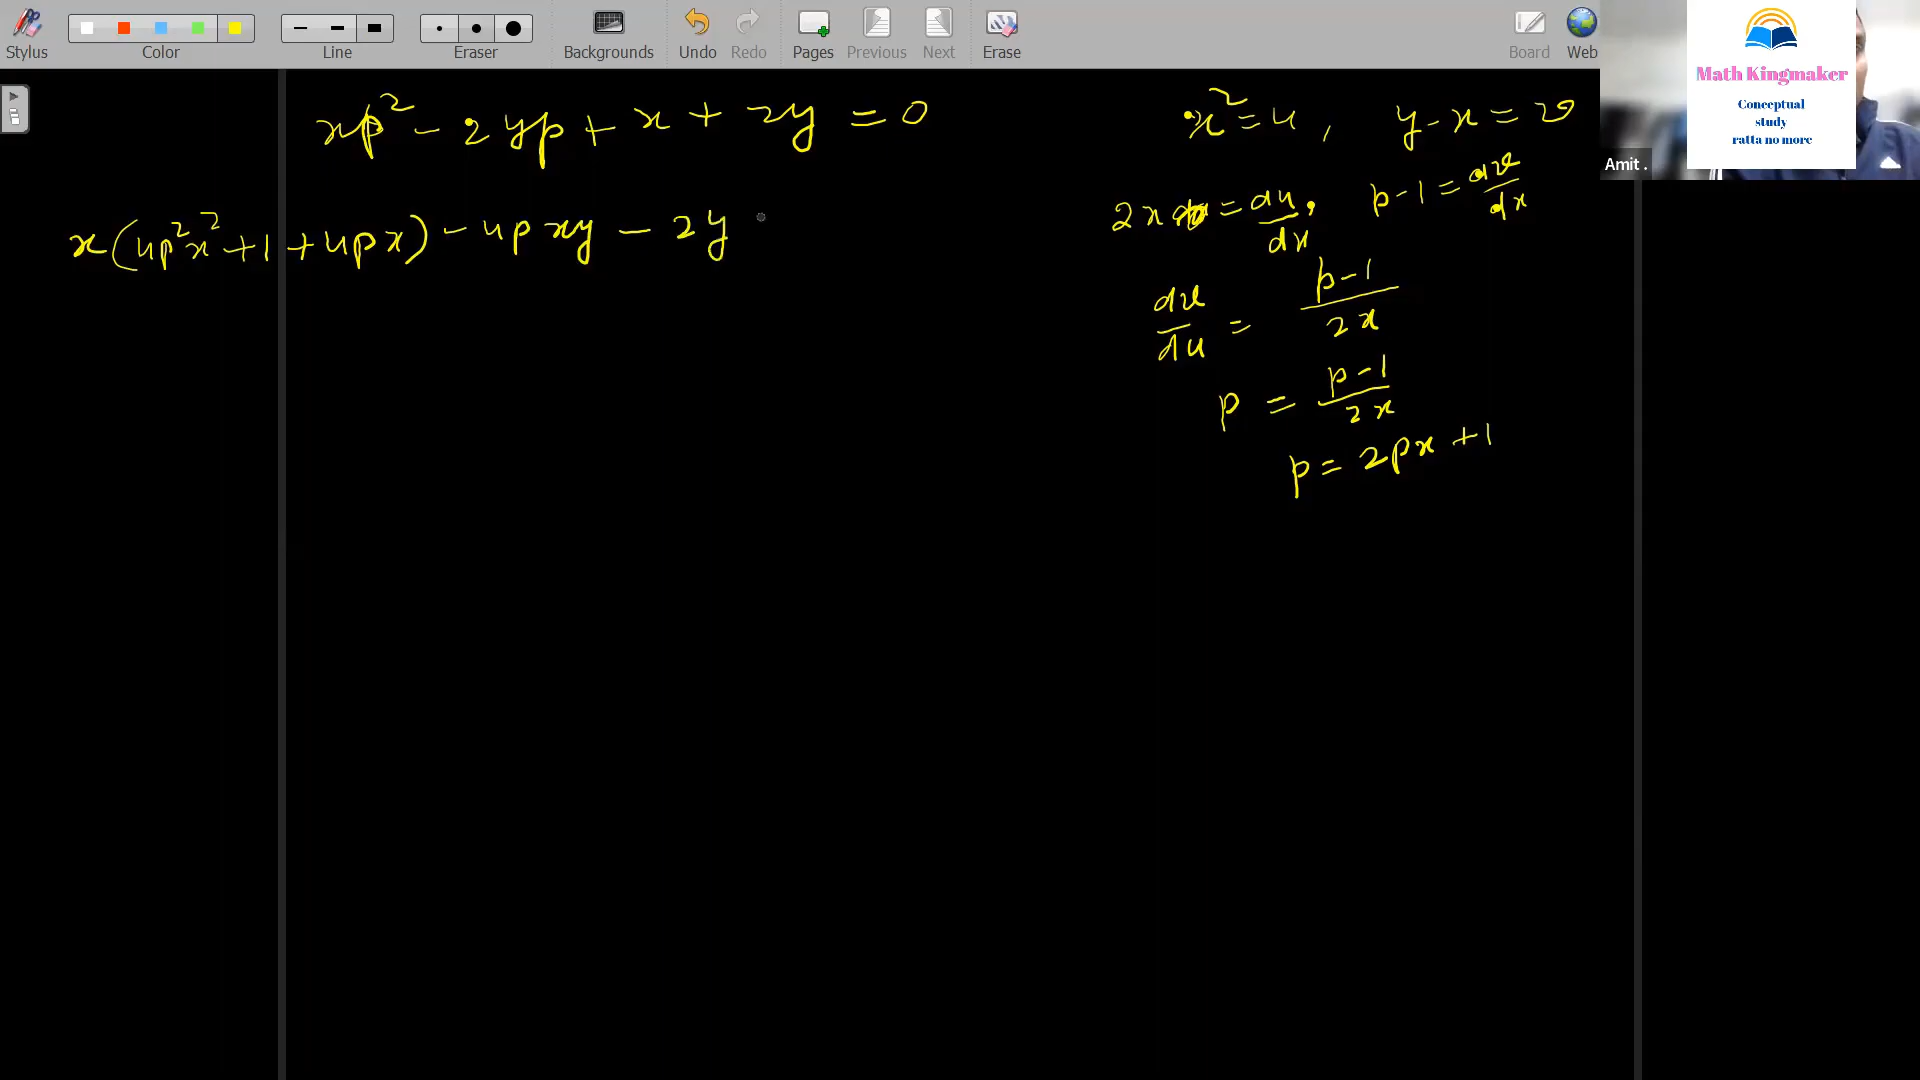 Stylus Color Line Eraser Backgrounds Undo Redo Pages Previous Next Erase Board Web
Math Kingmaker
Conceptual
study
ratta no more
Amit .
xp² - 2yp + x + 2y = 0
x(4p²x² + 1 + 4px) - 4pxy - 2y
x² = u , y - x = v
2x = du/dx , p - 1 = dv/dx
dv/du = p-1/2x
P = p-1/2x
p = 2Px + 1